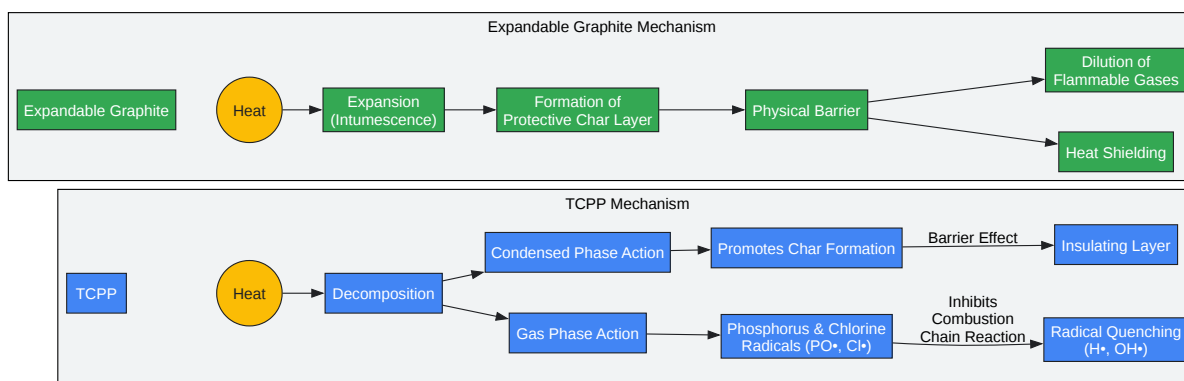 Expandable Graphite Mechanism
Expandable Graphite
Heat
Expansion
(Intumescence)
Formation of
Protective Char Layer
Physical Barrier
Dilution of
Flammable Gases
Heat Shielding
TCPP Mechanism
TCPP
Heat
Decomposition
Condensed Phase Action
Promotes Char Formation
Barrier Effect
Insulating Layer
Gas Phase Action
Phosphorus & Chlorine
Radicals (PO•, Cl•)
Inhibits
Combustion
Chain Reaction
Radical Quenching
(H•, OH•)